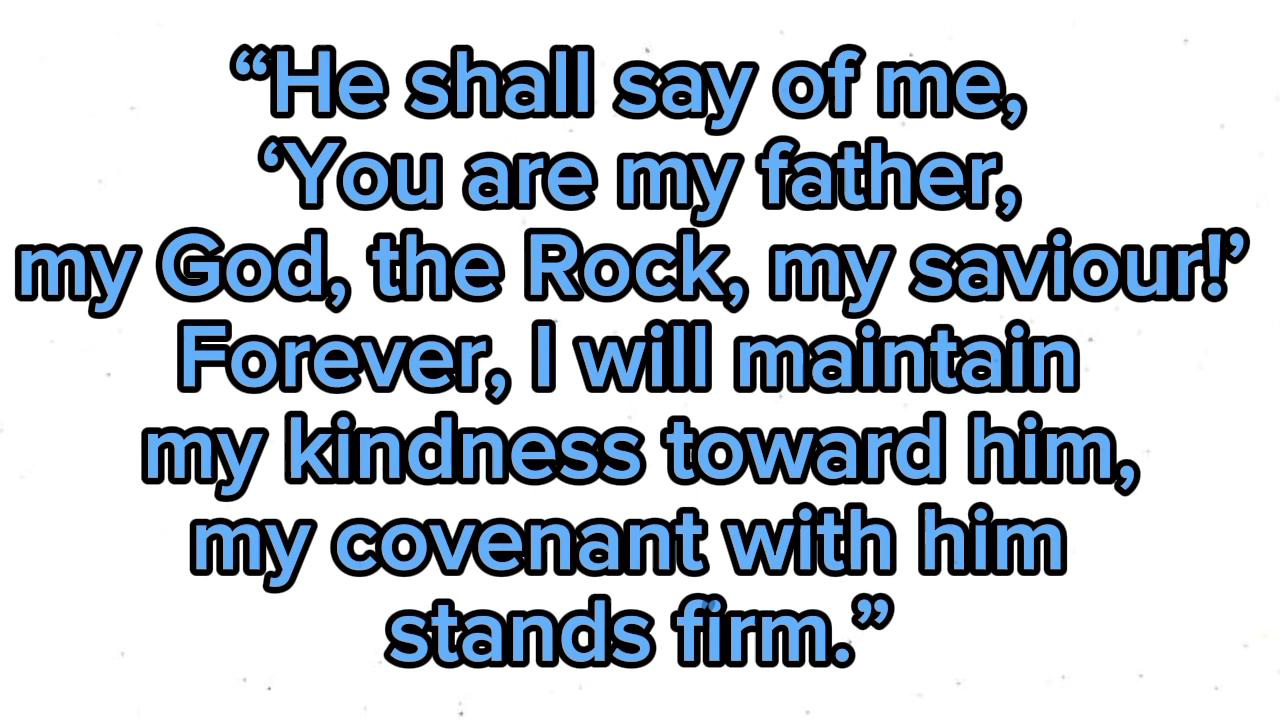 “He shall say of me,
‘You are my father,
my God, the Rock, my saviour!’
Forever, I will maintain
my kindness toward him,
my covenant with him
stands firm.”